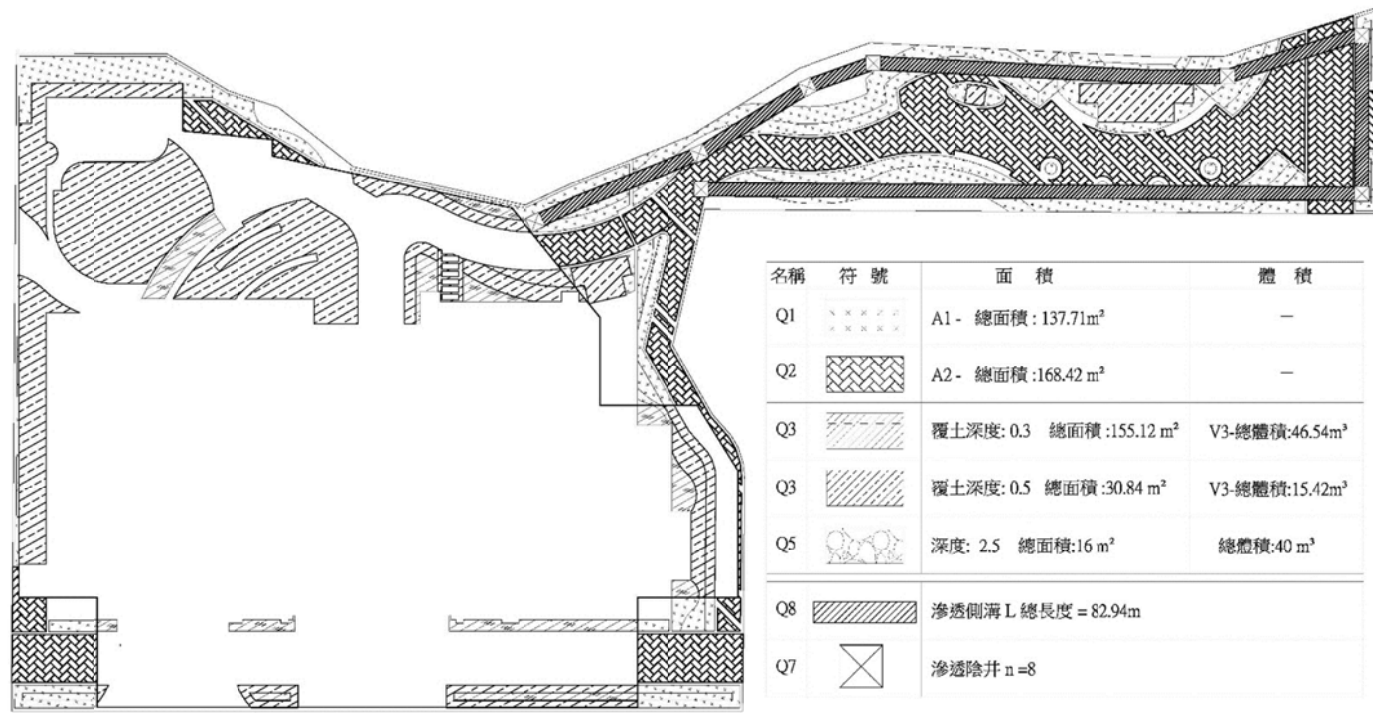 名稱 符 號 面 積 體 積
Q1 A1 - 總面積 : 137.71m² —
Q2 A2 - 總面積 :168.42 m² —
Q3 覆土深度: 0.3 總面積 :155.12 m² V3-總體積:46.54m³
Q3 覆土深度: 0.5 總面積 :30.84 m² V3-總體積:15.42m³
Q5 深度: 2.5 總面積:16 m² 總體積:40 m³
Q8 滲透側溝 L 總長度 = 82.94m
Q7 滲透陰井 n =8